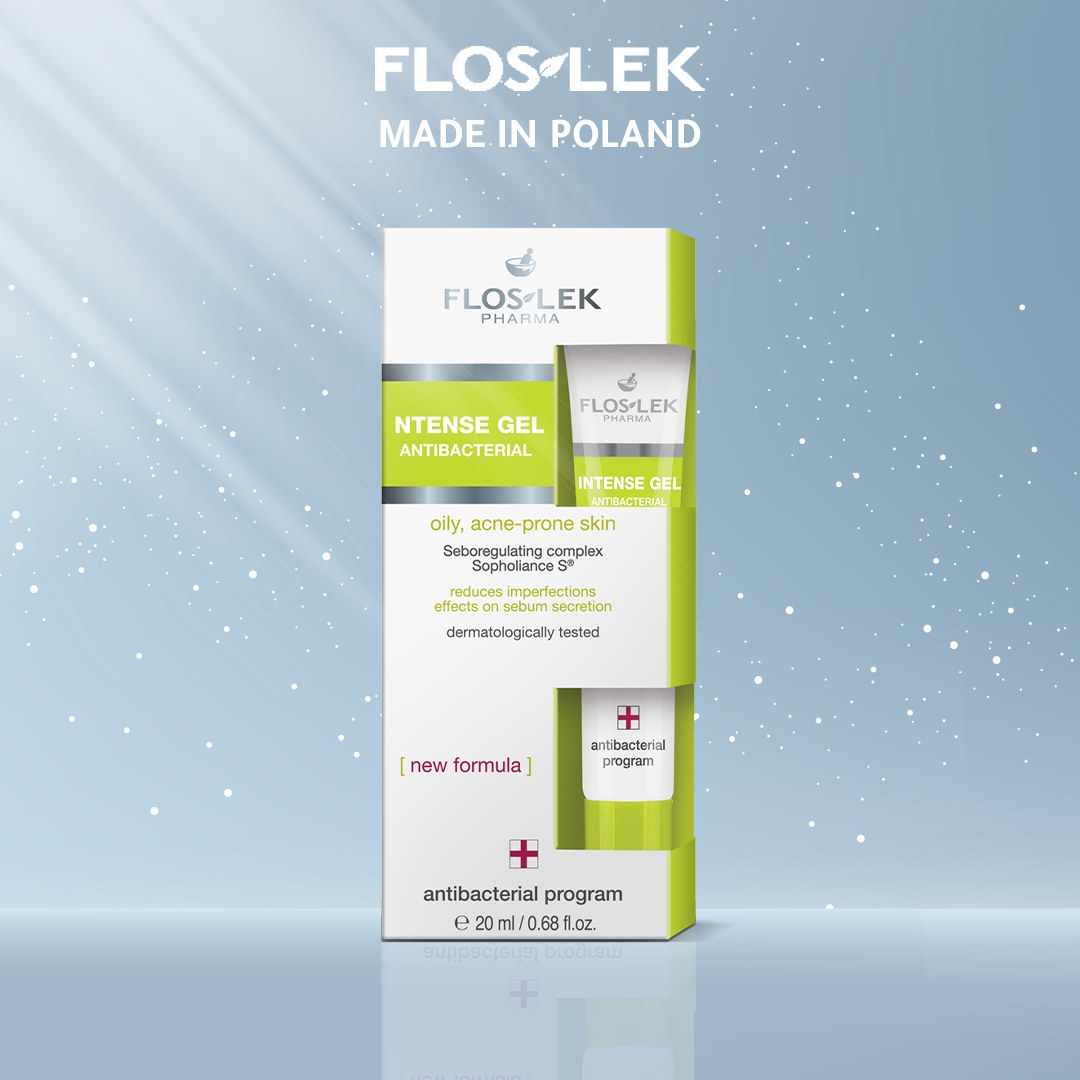 FLOS LEK
MADE IN POLAND
FLOS LEK
PHARMA
NTENSE GEL
ANTIBACTERIAL
FLOS LEK
PHARMA
INTENSE GEL
ANTIBACTERIAL
oily, acne-prone skin
Seboregulating complex
Sopholiance S®
reduces imperfections
effects on sebum secretion
dermatologically tested
antibacterial
program
[ new formula ]
antibacterial program
℮ 20 ml / 0.68 fl.oz.